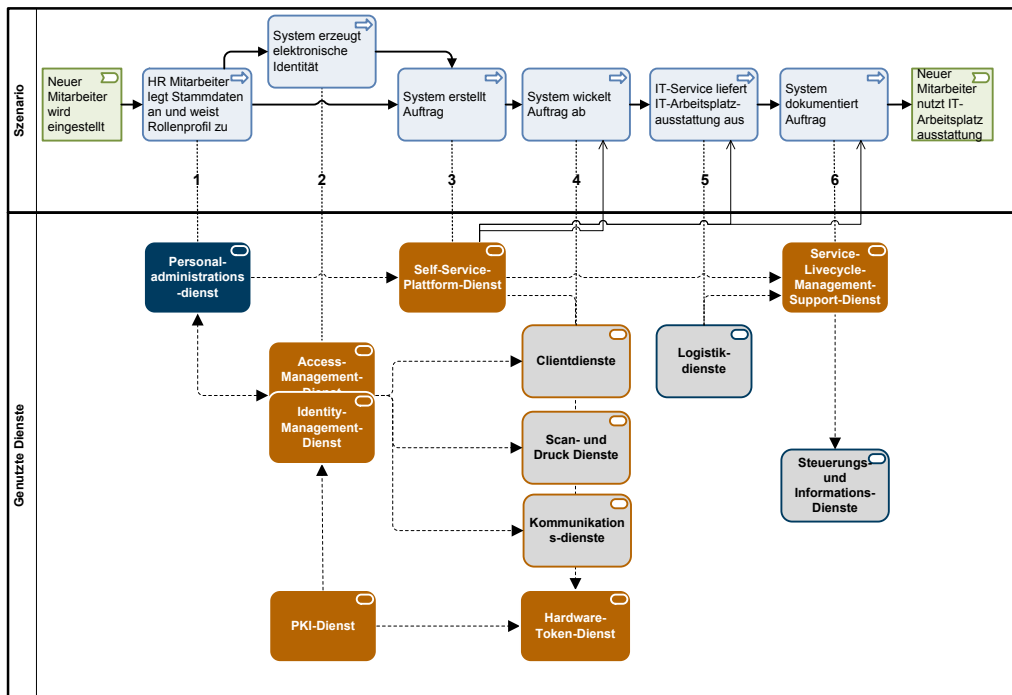 Szenario
Neuer
Mitarbeiter
wird
eingestellt
HR Mitarbeiter
legt Stammdaten
an und weist
Rollenprofil zu
System erzeugt
elektronische
Identität
System erstellt
Auftrag
System wickelt
Auftrag ab
IT-Service liefert
IT-Arbeitsplatz-
ausstattung aus
System
dokumentiert
Auftrag
Neuer
Mitarbeiter
nutzt IT-
Arbeitsplatz
ausstattung
1
2
3
4
5
6
Genutzte Dienste
Personal-
administrations
-dienst
Self-Service-
Plattform-Dienst
Service-
Livecycle-
Management-
Support-Dienst
Access-
Management-
Dienst
Identity-
Management-
Dienst
Clientdienste
Logistik-
dienste
Scan- und
Druck Dienste
Steuerungs-
und
Informations-
Dienste
Kommunikation
s-dienste
PKI-Dienst
Hardware-
Token-Dienst